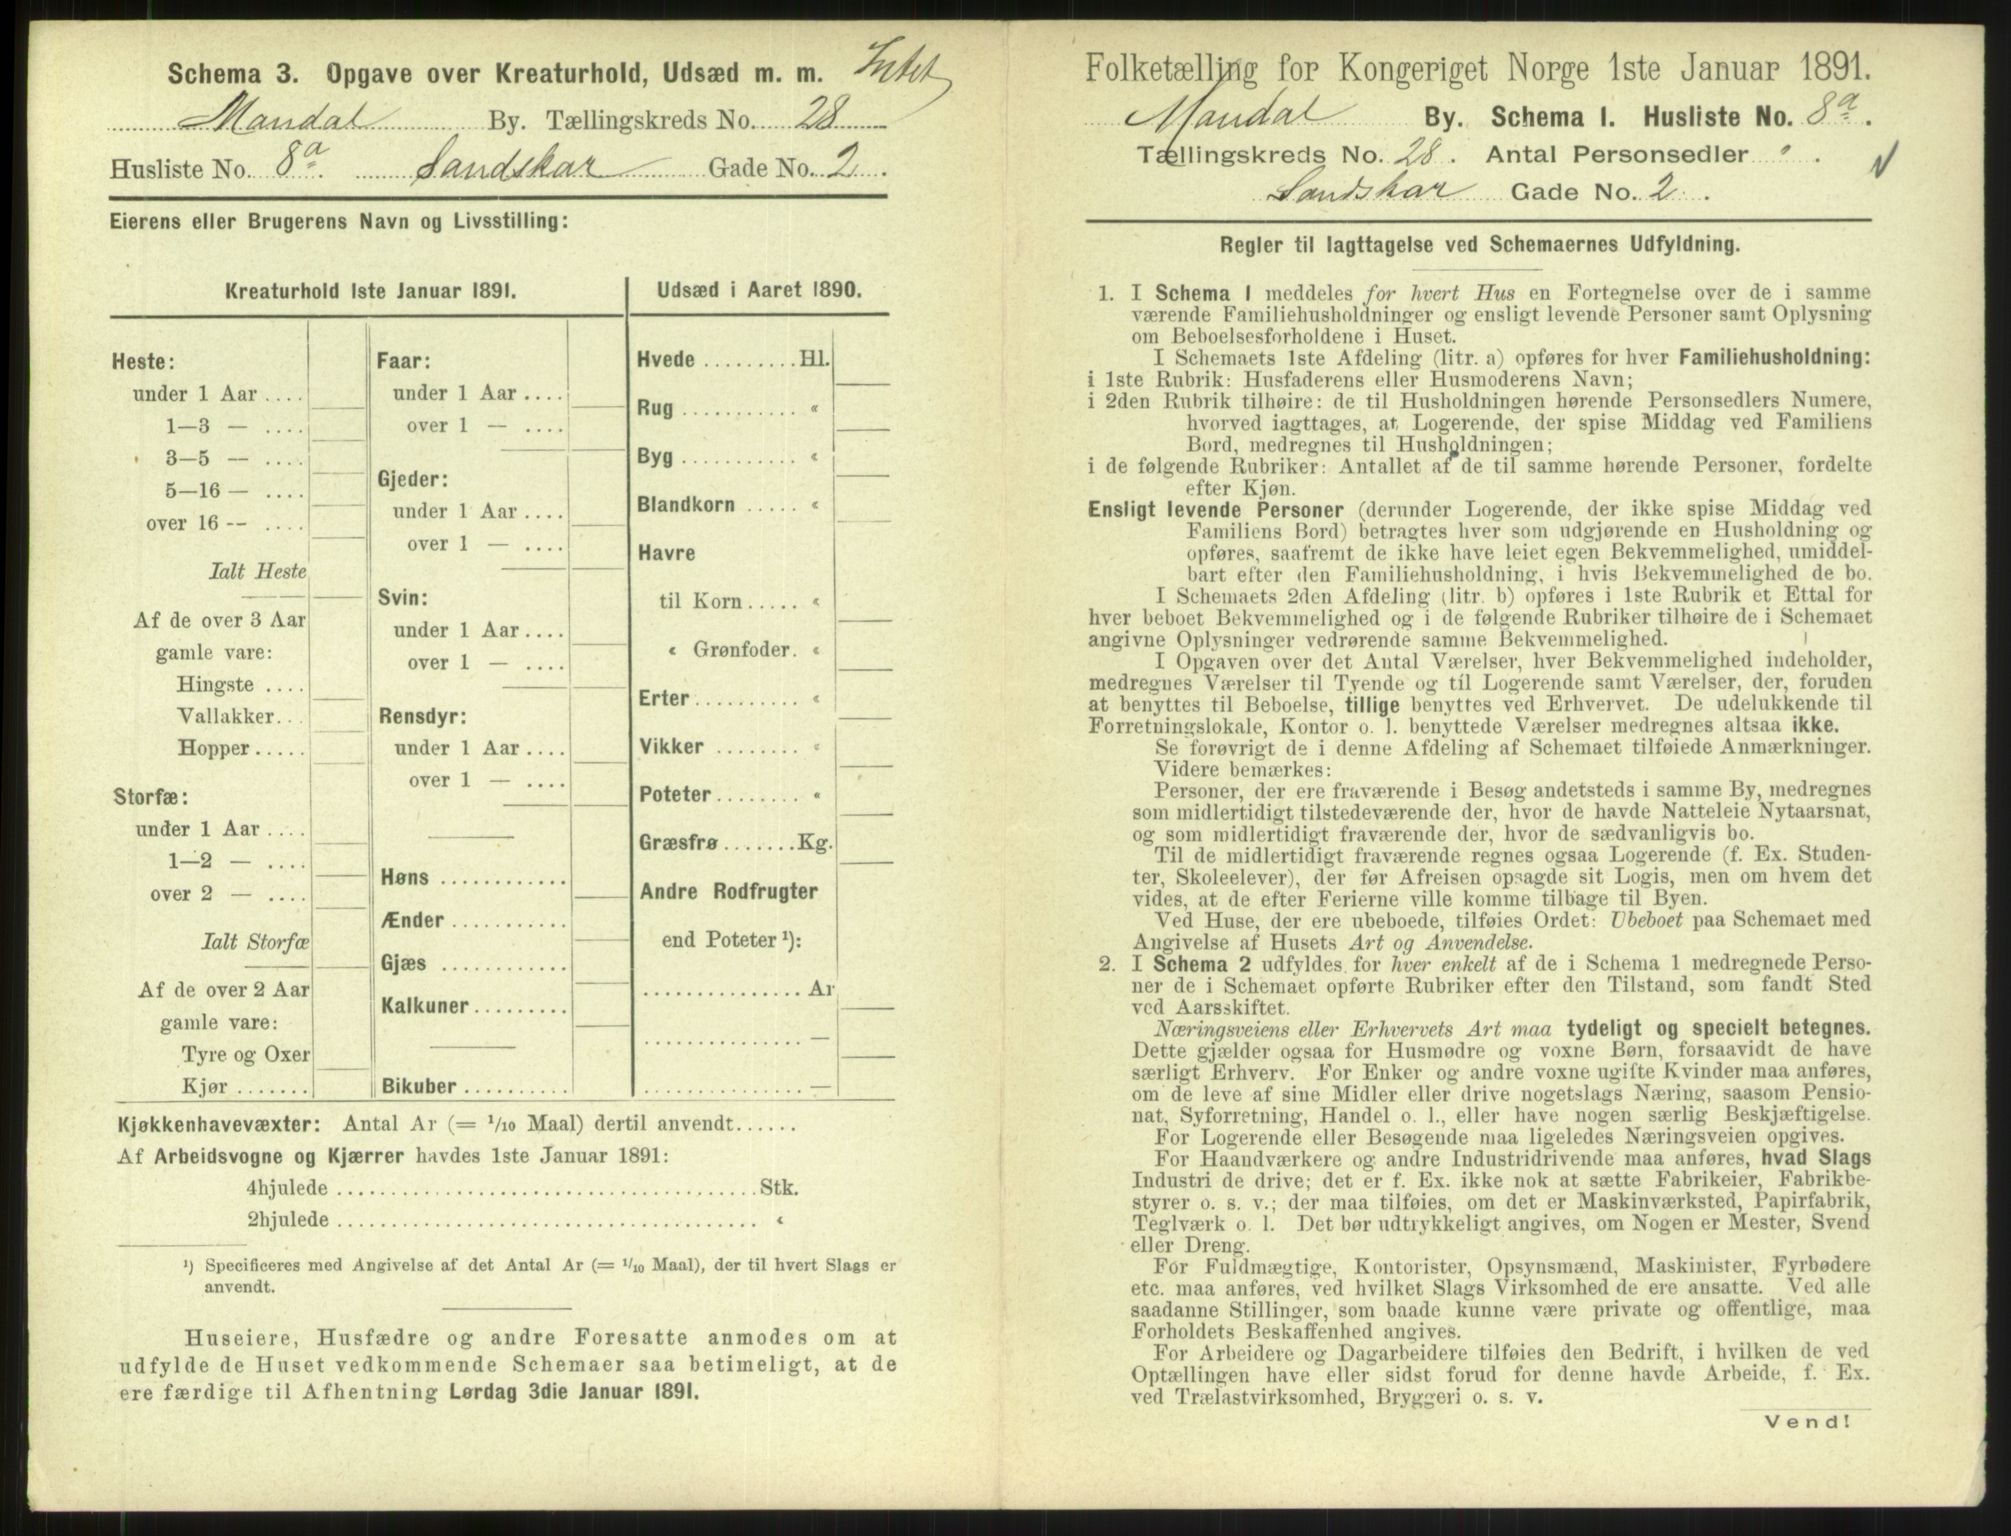 Schema 3. Opgave over Kreaturhold, Udsæd m. m. Intet
Mandal By. Tællingskreds No. 28
Husliste No. 8a. Sandskar Gade No. 2.
Eierens eller Brugerens Navn og Livsstilling:
Kreaturhold 1ste Januar 1891.
Heste:
under 1 Aar ....
1—3 — ....
3—5 — ....
5—16 — ....
over 16 -- ....
Ialt Heste
Af de over 3 Aar
gamle vare:
Hingste ....
Vallakker...
Hopper .....
Storfæ:
under 1 Aar ....
1—2 — ....
over 2 — ....
Ialt Storfæ
Af de over 2 Aar
gamle vare:
Tyre og Oxer
Kjør .......
Faar:
under 1 Aar ....
over 1 — ....
Gjeder:
under 1 Aar ....
over 1 — ....
Svin:
under 1 Aar ....
over 1 — ....
Rensdyr:
under 1 Aar ....
over 1 — ....
Høns ............
Ænder ...........
Gjæs ............
Kalkuner .........
Bikuber ..........
Udsæd i Aaret 1890.
Hvede ......... Hl.
Rug ........... «
Byg ........... «
Blandkorn ..... «
Havre
til Korn ..... «
« Grønfoder. «
Erter .......... «
Vikker ........ «
Poteter ........ «
Græsfrø ....... Kg.
Andre Rodfrugter
end Poteter ¹):
............... Ar
............... —
............... —
Kjøkkenhavevæxter: Antal Ar (= 1/10 Maal) dertil anvendt......
Af Arbeidsvogne og Kjærrer havdes 1ste Januar 1891:
4hjulede ........................................ Stk.
2hjulede ........................................ «
¹) Specificeres med Angivelse af det Antal Ar (= 1/10 Maal), der til hvert Slags er
anvendt.
Huseiere, Husfædre og andre Foresatte anmodes om at
udfylde de Huset vedkommende Schemaer saa betimeligt, at de
ere færdige til Afhentning Lørdag 3die Januar 1891.
Folketælling for Kongeriget Norge 1ste Januar 1891.
Mandal By. Schema I. Husliste No. 8a.
Tællingskreds No. 28. Antal Personsedler " .
Sandskar Gade No. 2.
Regler til Iagttagelse ved Schemaernes Udfyldning.
1. I Schema 1 meddeles for hvert Hus en Fortegnelse over de i samme
værende Familiehusholdninger og ensligt levende Personer samt Oplysning
om Beboelsesforholdene i Huset.
I Schemaets 1ste Afdeling (litr. a) opføres for hver Familiehusholdning:
i 1ste Rubrik: Husfaderens eller Husmoderens Navn;
i 2den Rubrik tilhøire: de til Husholdningen hørende Personsedlers Numere,
hvorved iagttages, at Logerende, der spise Middag ved Familiens
Bord, medregnes til Husholdningen;
i de følgende Rubriker: Antallet af de til samme hørende Personer, fordelte
efter Kjøn.
Ensligt levende Personer (derunder Logerende, der ikke spise Middag ved
Familiens Bord) betragtes hver som udgjørende en Husholdning og
opføres, saafremt de ikke have leiet egen Bekvemmelighed, umiddel-
bart efter den Familiehusholdning, i hvis Bekvemmelighed de bo.
I Schemaets 2den Afdeling (litr. b) opføres i 1ste Rubrik et Ettal for
hver beboet Bekvemmelighed og i de følgende Rubriker tilhøire de i Schemaet
angivne Oplysninger vedrørende samme Bekvemmelighed.
I Opgaven over det Antal Værelser, hver Bekvemmelighed indeholder,
medregnes Værelser til Tyende og til Logerende samt Værelser, der, foruden
at benyttes til Beboelse, tillige benyttes ved Erhvervet. De udelukkende til
Forretningslokale, Kontor o. l. benyttede Værelser medregnes altsaa ikke.
Se forøvrigt de i denne Afdeling af Schemaet tilføiede Anmærkninger.
Videre bemærkes:
Personer, der ere fraværende i Besøg andetsteds i samme By, medregnes
som midlertidigt tilstedeværende der, hvor de havde Natteleie Nytaarsnat,
og som midlertidigt fraværende der, hvor de sædvanligvis bo.
Til de midlertidigt fraværende regnes ogsaa Logerende (f. Ex. Studen-
ter, Skoleelever), der før Afreisen opsagde sit Logis, men om hvem det
vides, at de efter Ferierne ville komme tilbage til Byen.
Ved Huse, der ere ubeboede, tilføies Ordet: Ubeboet paa Schemaet med
Angivelse af Husets Art og Anvendelse.
2. I Schema 2 udfyldes for hver enkelt af de i Schema 1 medregnede Perso-
ner de i Schemaet opførte Rubriker efter den Tilstand, som fandt Sted
ved Aarsskiftet.
Næringsveiens eller Erhvervets Art maa tydeligt og specielt betegnes.
Dette gjælder ogsaa for Husmødre og voxne Børn, forsaavidt de have
særligt Erhverv. For Enker og andre voxne ugifte Kvinder maa anføres,
om de leve af sine Midler eller drive nogetslags Næring, saasom Pensio-
nat, Syforretning, Handel o. l., eller have nogen særlig Beskjæftigelse.
For Logerende eller Besøgende maa ligeledes Næringsveien opgives.
For Haandværkere og andre Industridrivende maa anføres, hvad Slags
Industri de drive; det er f. Ex. ikke nok at sætte Fabrikeier, Fabrikbe-
styrer o. s. v.; der maa tilføies, om det er Maskinværksted, Papirfabrik,
Teglværk o. l. Det bør udtrykkeligt angives, om Nogen er Mester, Svend
eller Dreng.
For Fuldmægtige, Kontorister, Opsynsmænd, Maskinister, Fyrbødere
etc. maa anføres, ved hvilket Slags Virksomhed de ere ansatte. Ved alle
saadanne Stillinger, som baade kunne være private og offentlige, maa
Forholdets Beskaffenhed angives.
For Arbeidere og Dagarbeidere tilføies den Bedrift, i hvilken de ved
Optællingen have eller sidst forud for denne havde Arbeide, f. Ex.
ved Trælastvirksomhed, Bryggeri o. s. v.
Vend!